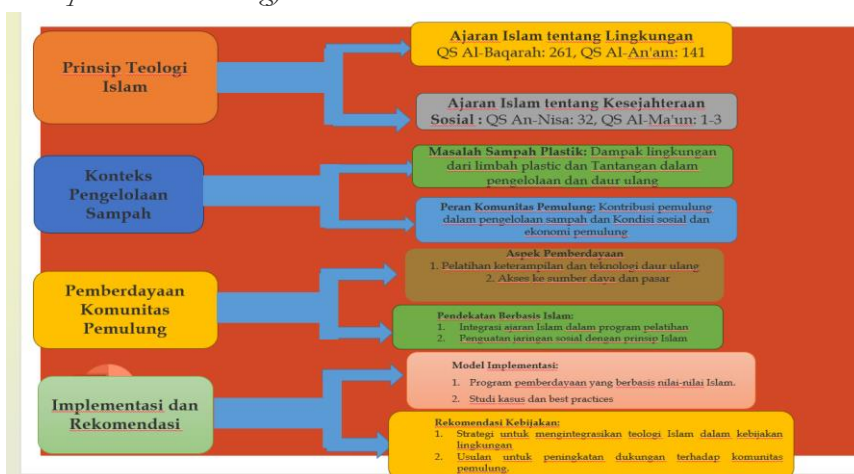 Prinsip Teologi
Islam
Ajaran Islam tentang Lingkungan
QS Al-Baqarah: 261, QS Al-An'am: 141
Ajaran Islam tentang Kesejahteraan
Sosial : QS An-Nisa: 32, QS Al-Ma'un: 1-3
Konteks
Pengelolaan
Sampah
Masalah Sampah Plastik: Dampak lingkungan
dari limbah plastic dan Tantangan dalam
pengelolaan dan daur ulang
Peran Komunitas Pemulung: Kontribusi pemulung
dalam pengelolaan sampah dan Kondisi sosial dan
ekonomi pemulung
Pemberdayaan
Komunitas
Pemulung
Aspek Pemberdayaan
1. Pelatihan keterampilan dan teknologi daur ulang
2. Akses ke sumber daya dan pasar
Pendekatan Berbasis Islam:
1. Integrasi ajaran Islam dalam program pelatihan
2. Penguatan jaringan sosial dengan prinsip Islam
Implementasi dan
Rekomendasi
Model Implementasi:
1. Program pemberdayaan yang berbasis nilai-nilai Islam.
2. Studi kasus dan best practices
Rekomendasi Kebijakan:
1. Strategi untuk mengintegrasikan teologi Islam dalam kebijakan
lingkungan
2. Usulan untuk peningkatan dukungan terhadap komunitas
pemulung.